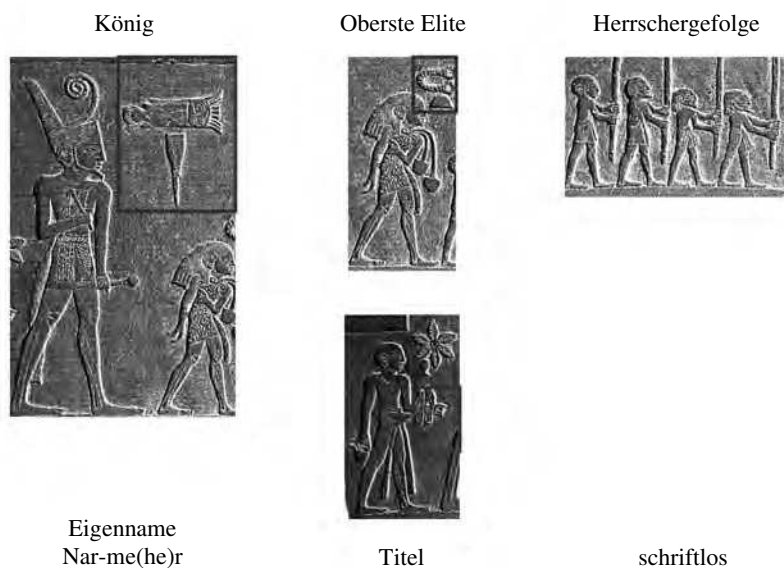 König
Oberste Elite
Herrschergefolge
Eigenname
Nar-me(he)r
Titel
schriftlos